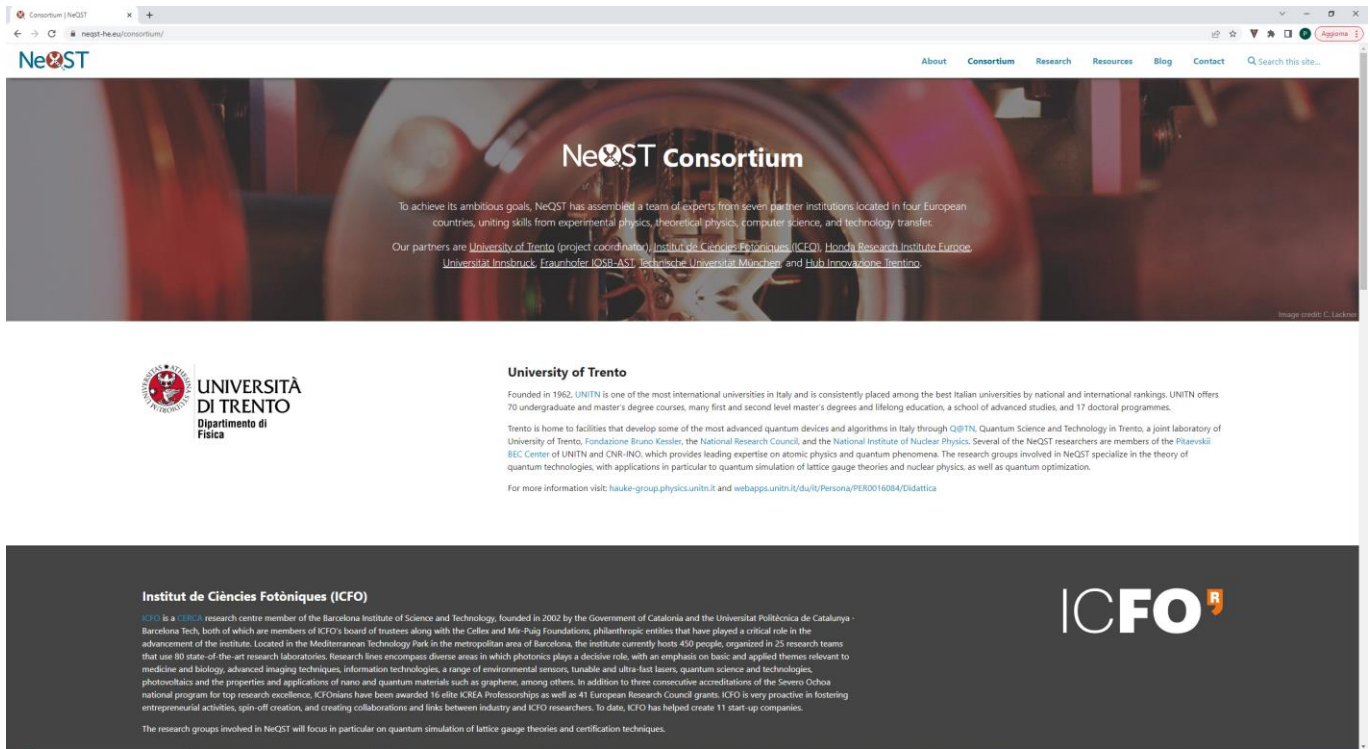 Consortium | NeQST
neqst-he.eu/consortium/
P
Aggiorna
NeQST
About Consortium Research Resources Blog Contact Search this site...
NeQST Consortium
To achieve its ambitious goals, NeQST has assembled a team of experts from seven partner institutions located in four European
countries, uniting skills from experimental physics, theoretical physics, computer science, and technology transfer.
Our partners are University of Trento (project coordinator), Institut de Ciències Fotòniques (ICFO), Honda Research Institute Europe,
Universität Innsbruck, Fraunhofer IOSB-AST, Technische Universität München, and Hub Innovazione Trentino.
Image credit: C. Lackner
UNIVERSITÀ
DI TRENTO
Dipartimento di
Fisica
University of Trento
Founded in 1962, UNITN is one of the most international universities in Italy and is consistently placed among the best Italian universities by national and international rankings. UNITN offers
70 undergraduate and master's degree courses, many first and second level master's degrees and lifelong education, a school of advanced studies, and 17 doctoral programmes.
Trento is home to facilities that develop some of the most advanced quantum devices and algorithms in Italy through Q@TN, Quantum Science and Technology in Trento, a joint laboratory of
University of Trento, Fondazione Bruno Kessler, the National Research Council, and the National Institute of Nuclear Physics. Several of the NeQST researchers are members of the Pitaevskii
BEC Center of UNITN and CNR-INO, which provides leading expertise on atomic physics and quantum phenomena. The research groups involved in NeQST specialize in the theory of
quantum technologies, with applications in particular to quantum simulation of lattice gauge theories and nuclear physics, as well as quantum optimization.
For more information visit: hauke-group.physics.unitn.it and webapps.unitn.it/du/it/Persona/PER0016084/Didattica
Institut de Ciències Fotòniques (ICFO)
ICFO is a CERCA research centre member of the Barcelona Institute of Science and Technology, founded in 2002 by the Government of Catalonia and the Universitat Politècnica de Catalunya -
Barcelona Tech, both of which are members of ICFO's board of trustees along with the Cellex and Mir-Puig Foundations, philanthropic entities that have played a critical role in the
advancement of the institute. Located in the Mediterranean Technology Park in the metropolitan area of Barcelona, the institute currently hosts 450 people, organized in 25 research teams
that use 80 state-of-the-art research laboratories. Research lines encompass diverse areas in which photonics plays a decisive role, with an emphasis on basic and applied themes relevant to
medicine and biology, advanced imaging techniques, information technologies, a range of environmental sensors, tunable and ultra-fast lasers, quantum science and technologies,
photovoltaics and the properties and applications of nano and quantum materials such as graphene, among others. In addition to three consecutive accreditations of the Severo Ochoa
national program for top research excellence, ICFOnians have been awarded 16 elite ICREA Professorships as well as 41 European Research Council grants. ICFO is very proactive in fostering
entrepreneurial activities, spin-off creation, and creating collaborations and links between industry and ICFO researchers. To date, ICFO has helped create 11 start-up companies.
The research groups involved in NeQST will focus in particular on quantum simulation of lattice gauge theories and certification techniques.
ICFO R